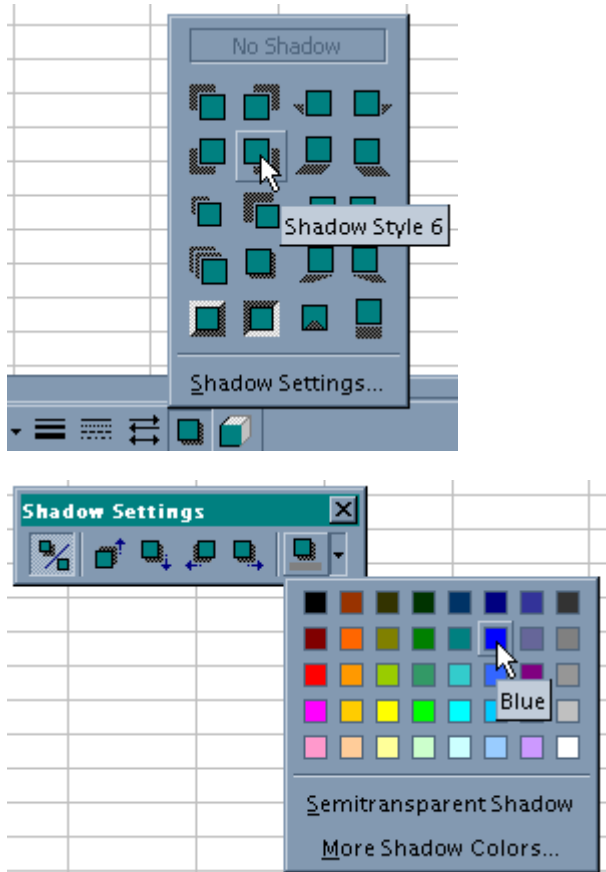 No Shadow
Shadow Style 6
Shadow Settings...
Shadow Settings
Blue
Semitransparent Shadow
More Shadow Colors...